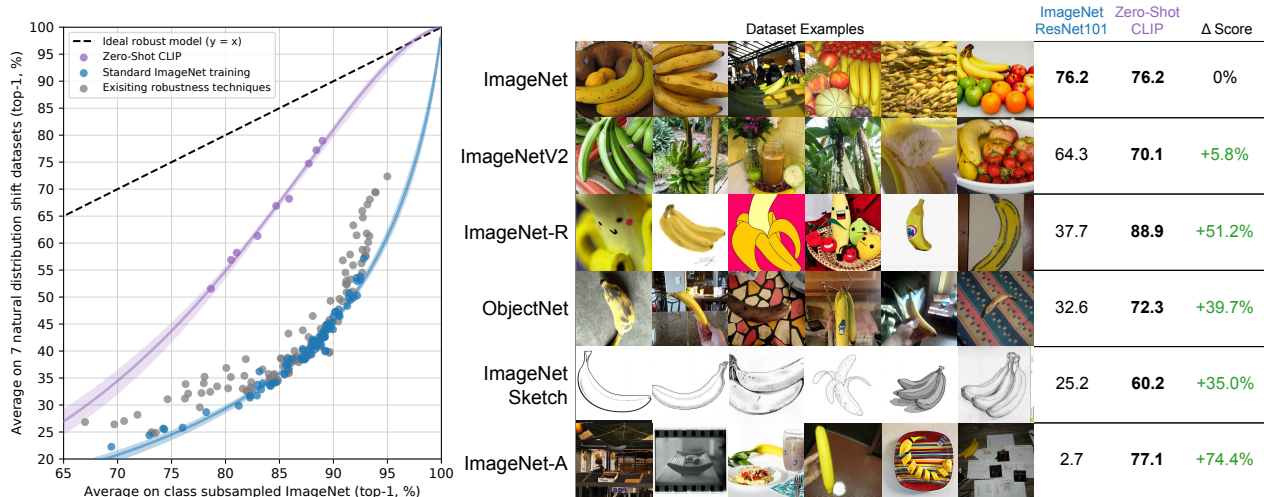 Ideal robust model (y = x)
Zero-Shot CLIP
Standard ImageNet training
Exisiting robustness techniques
Average on 7 natural distribution shift datasets (top-1, %)
100
95
90
85
80
75
70
65
60
55
50
45
40
35
30
25
20
65 70 75 80 85 90 95 100
Average on class subsampled ImageNet (top-1, %)
Dataset Examples
ImageNet Zero-Shot
ResNet101 CLIP Δ Score
ImageNet 76.2 76.2 0%
ImageNetV2 64.3 70.1 +5.8%
ImageNet-R 37.7 88.9 +51.2%
ObjectNet 32.6 72.3 +39.7%
ImageNet
Sketch 25.2 60.2 +35.0%
ImageNet-A 2.7 77.1 +74.4%